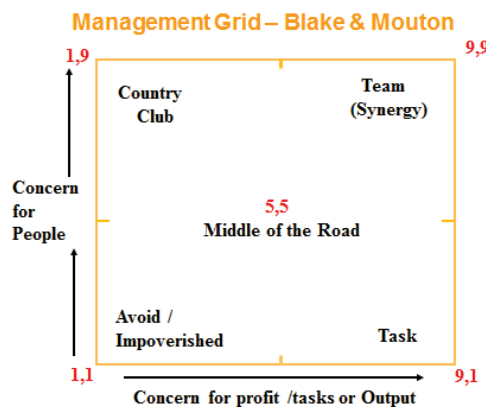 Management Grid – Blake & Mouton
1,9
9,9
Country
Club
Team
(Synergy)
Concern
for
People
5,5
Middle of the Road
Avoid /
Impoverished
Task
1,1
9,1
Concern for profit /tasks or Output